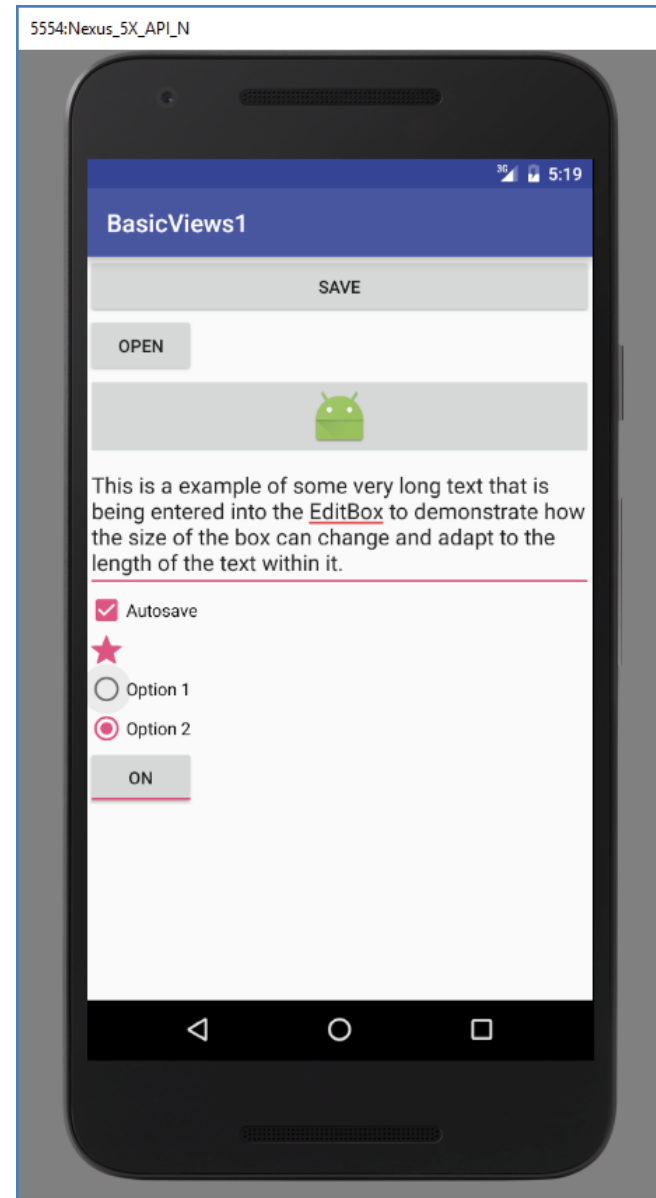 5554:Nexus_5X_API_N
3G 5:19
BasicViews1
SAVE
OPEN
This is a example of some very long text that is
being entered into the EditBox to demonstrate how
the size of the box can change and adapt to the
length of the text within it.
Autosave
Option 1
Option 2
ON